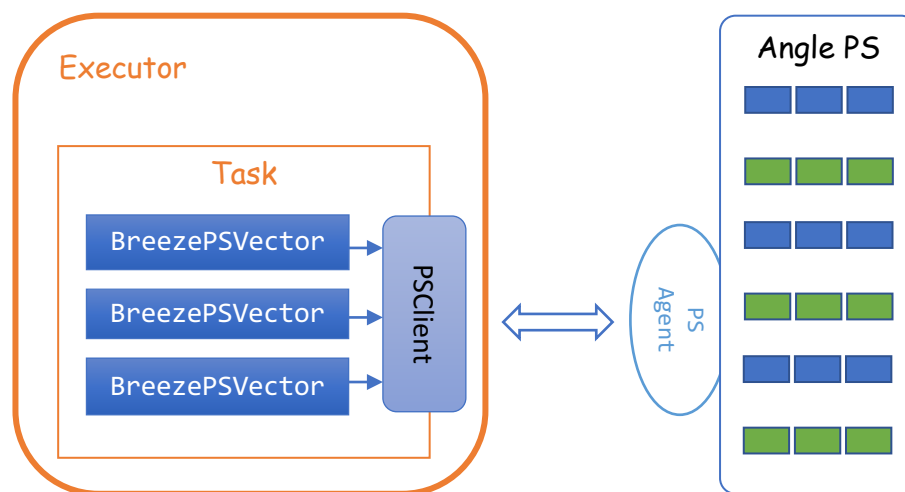 Executor
Task
BreezePSVector
BreezePSVector
BreezePSVector
PSClient
PS
Agent
Angle PS